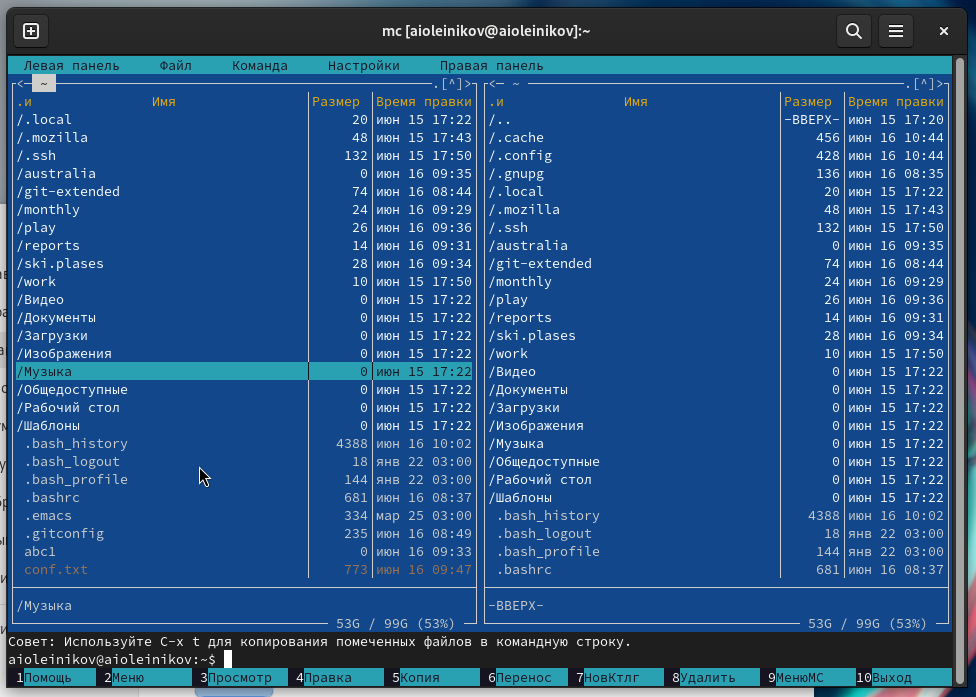 mc [aioleinikov@aioleinikov]:~
Левая панель Файл Команда Настройки Правая панель
<─ ~ .[^]> <─ ~ .[^]>
.и Имя Размер Время правки .и Имя Размер Время правки
/.local 20 июн 15 17:22 /.. -ВВЕРХ- июн 15 17:20
/.mozilla 48 июн 15 17:43 /.cache 456 июн 16 10:44
/.ssh 132 июн 15 17:50 /.config 428 июн 16 10:44
/australia 0 июн 16 09:35 /.gnupg 136 июн 16 08:35
/git-extended 74 июн 16 08:44 /.local 20 июн 15 17:22
/monthly 24 июн 16 09:29 /.mozilla 48 июн 15 17:43
/play 26 июн 16 09:36 /.ssh 132 июн 15 17:50
/reports 14 июн 16 09:31 /australia 0 июн 16 09:35
/ski.plases 28 июн 16 09:34 /git-extended 74 июн 16 08:44
/work 10 июн 15 17:50 /monthly 24 июн 16 09:29
/Видео 0 июн 15 17:22 /play 26 июн 16 09:36
/Документы 0 июн 15 17:22 /reports 14 июн 16 09:31
/Загрузки 0 июн 15 17:22 /ski.plases 28 июн 16 09:34
/Изображения 0 июн 15 17:22 /work 10 июн 15 17:50
/Музыка 0 июн 15 17:22 /Видео 0 июн 15 17:22
/Общедоступные 0 июн 15 17:22 /Документы 0 июн 15 17:22
/Рабочий стол 0 июн 15 17:22 /Загрузки 0 июн 15 17:22
/Шаблоны 0 июн 15 17:22 /Изображения 0 июн 15 17:22
.bash_history 4388 июн 16 10:02 /Музыка 0 июн 15 17:22
.bash_logout 18 янв 22 03:00 /Общедоступные 0 июн 15 17:22
.bash_profile 144 янв 22 03:00 /Рабочий стол 0 июн 15 17:22
.bashrc 681 июн 16 08:37 /Шаблоны 0 июн 15 17:22
.emacs 334 мар 25 03:00 .bash_history 4388 июн 16 10:02
.gitconfig 235 июн 16 08:49 .bash_logout 18 янв 22 03:00
abc1 0 июн 16 09:33 .bash_profile 144 янв 22 03:00
conf.txt 773 июн 16 09:47 .bashrc 681 июн 16 08:37
/Музыка -ВВЕРХ-
53G / 99G (53%) 53G / 99G (53%)
Совет: Используйте C-x t для копирования помеченных файлов в командную строку.
aioleinikov@aioleinikov:~$
1Помощь 2Меню 3Просмотр 4Правка 5Копия 6Перенос 7НовКтлг 8Удалить 9МенюMC 10Выход